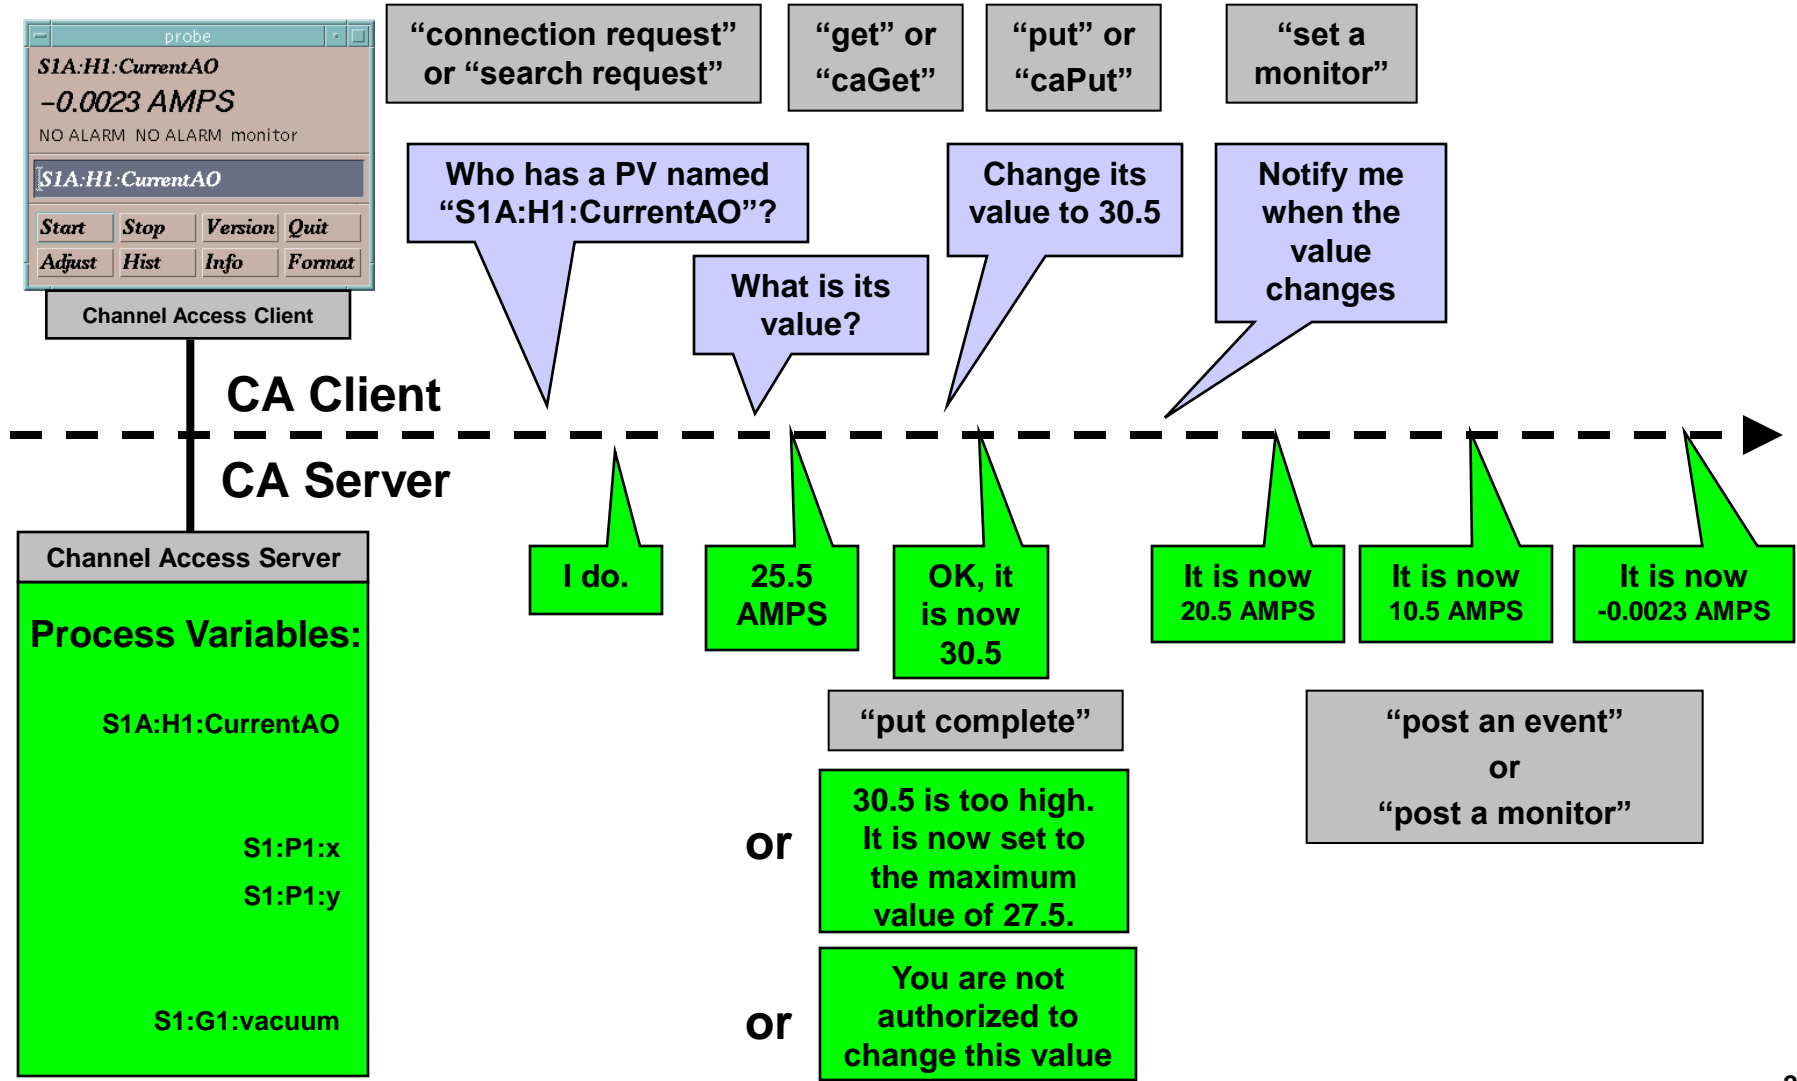 probe
S1A:H1:CurrentAO
-0.0023 AMPS
NO ALARM NO ALARM monitor
S1A:H1:CurrentAO
Start Stop Version Quit
Adjust Hist Info Format
Channel Access Client
“connection request”
or “search request”
“get” or
“caGet”
“put” or
“caPut”
“set a
monitor”
Who has a PV named
“S1A:H1:CurrentAO”?
What is its
value?
Change its
value to 30.5
Notify me
when the
value
changes
CA Client
CA Server
Channel Access Server
Process Variables:
S1A:H1:CurrentAO
S1:P1:x
S1:P1:y
S1:G1:vacuum
I do.
25.5
AMPS
OK, it
is now
30.5
It is now
20.5 AMPS
It is now
10.5 AMPS
It is now
-0.0023 AMPS
“put complete”
or
30.5 is too high.
It is now set to
the maximum
value of 27.5.
or
You are not
authorized to
change this value
“post an event”
or
“post a monitor”